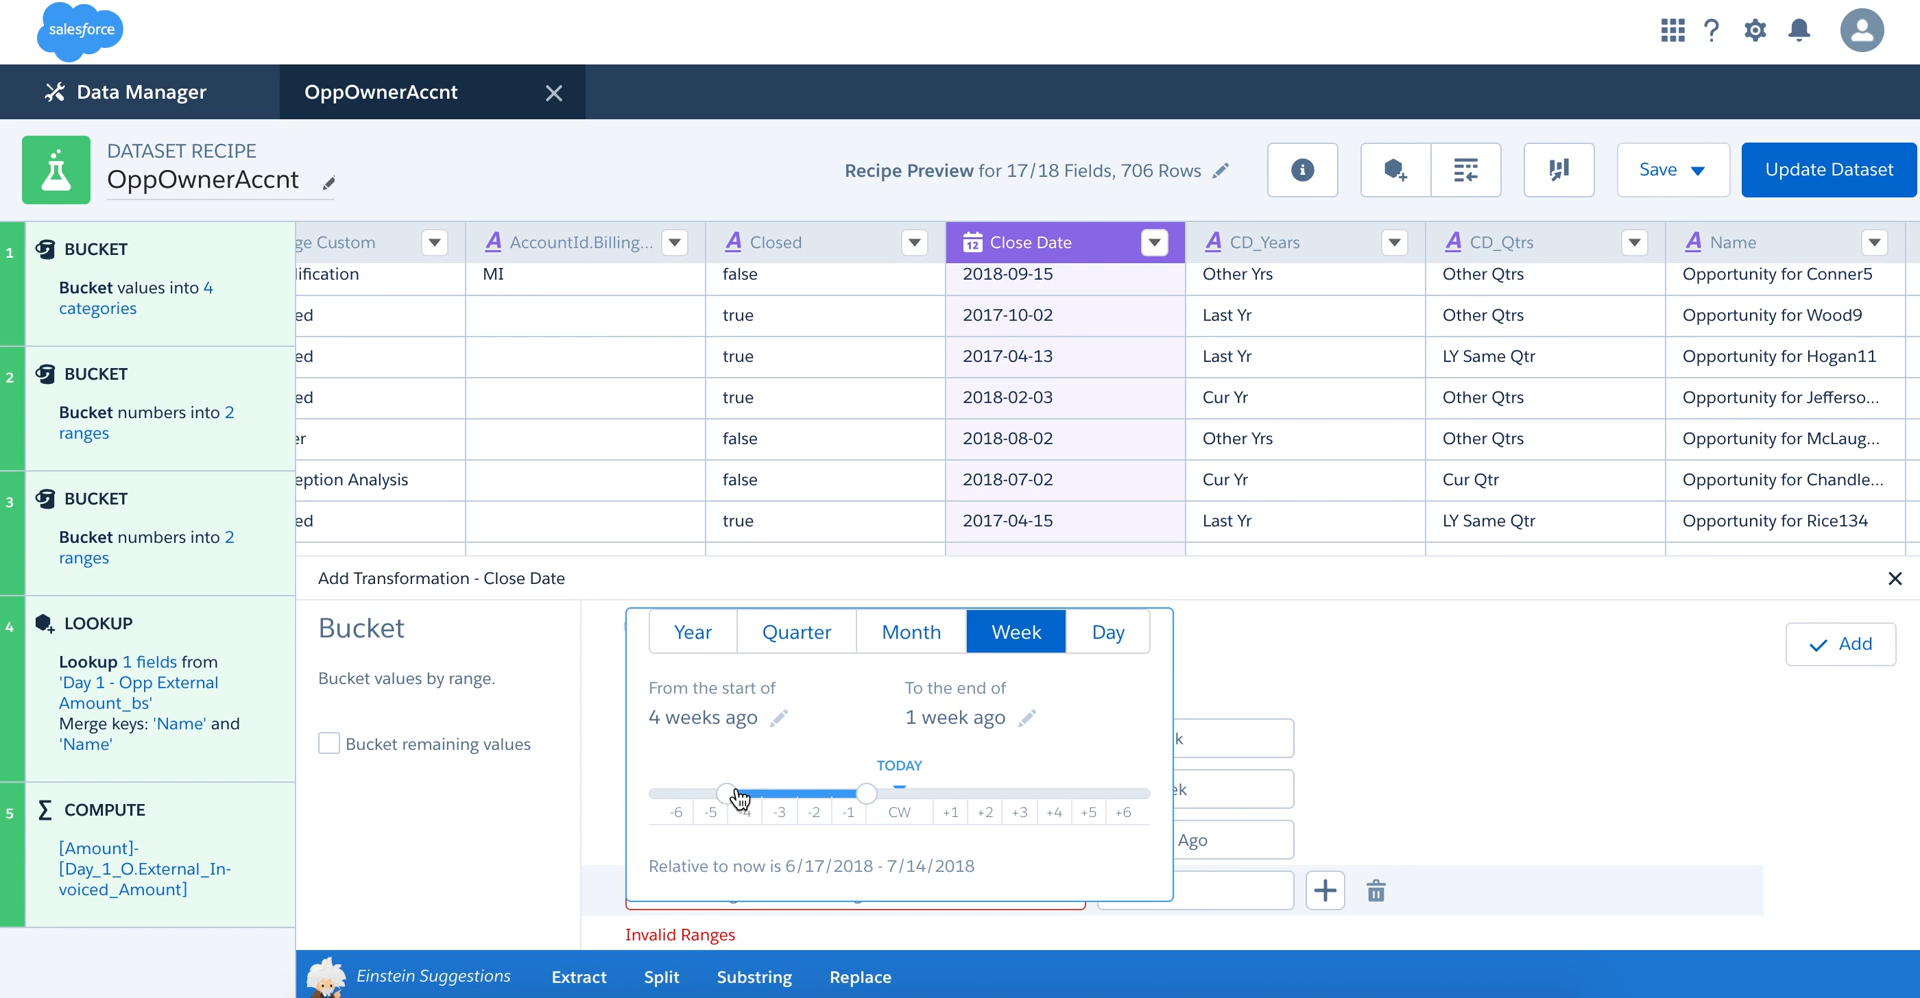 salesforce
Data Manager
OppOwnerAccnt
DATASET RECIPE
OppOwnerAccnt
Recipe Preview for 17/18 Fields, 706 Rows
Save
Update Dataset
1
BUCKET
Bucket values into 4
categories
2
BUCKET
Bucket numbers into 2
ranges
3
BUCKET
Bucket numbers into 2
ranges
4
LOOKUP
Lookup 1 fields from
'Day 1 - Opp External
Amount_bs'
Merge keys: 'Name' and
'Name'
5
COMPUTE
[Amount]-
[Day_1_O.External_In-
voiced_Amount]
ge Custom A AccountId.Billing... A Closed 12 Close Date A CD_Years A CD_Qtrs A Name
lification MI false 2018-09-15 Other Yrs Other Qtrs Opportunity for Conner5
ed true 2017-10-02 Last Yr Other Qtrs Opportunity for Wood9
ed true 2017-04-13 Last Yr LY Same Qtr Opportunity for Hogan11
ed true 2018-02-03 Cur Yr Other Qtrs Opportunity for Jefferso...
er false 2018-08-02 Other Yrs Other Qtrs Opportunity for McLaug...
eption Analysis false 2018-07-02 Cur Yr Cur Qtr Opportunity for Chandle...
ed true 2017-04-15 Last Yr LY Same Qtr Opportunity for Rice134
Add Transformation - Close Date
Bucket
Bucket values by range.
Bucket remaining values
Year Quarter Month Week Day
From the start of To the end of
4 weeks ago 1 week ago
TODAY
-6 -5 -4 -3 -2 -1 CW +1 +2 +3 +4 +5 +6
Relative to now is 6/17/2018 - 7/14/2018
k
ek
Ago
Add
Invalid Ranges
Einstein Suggestions Extract Split Substring Replace